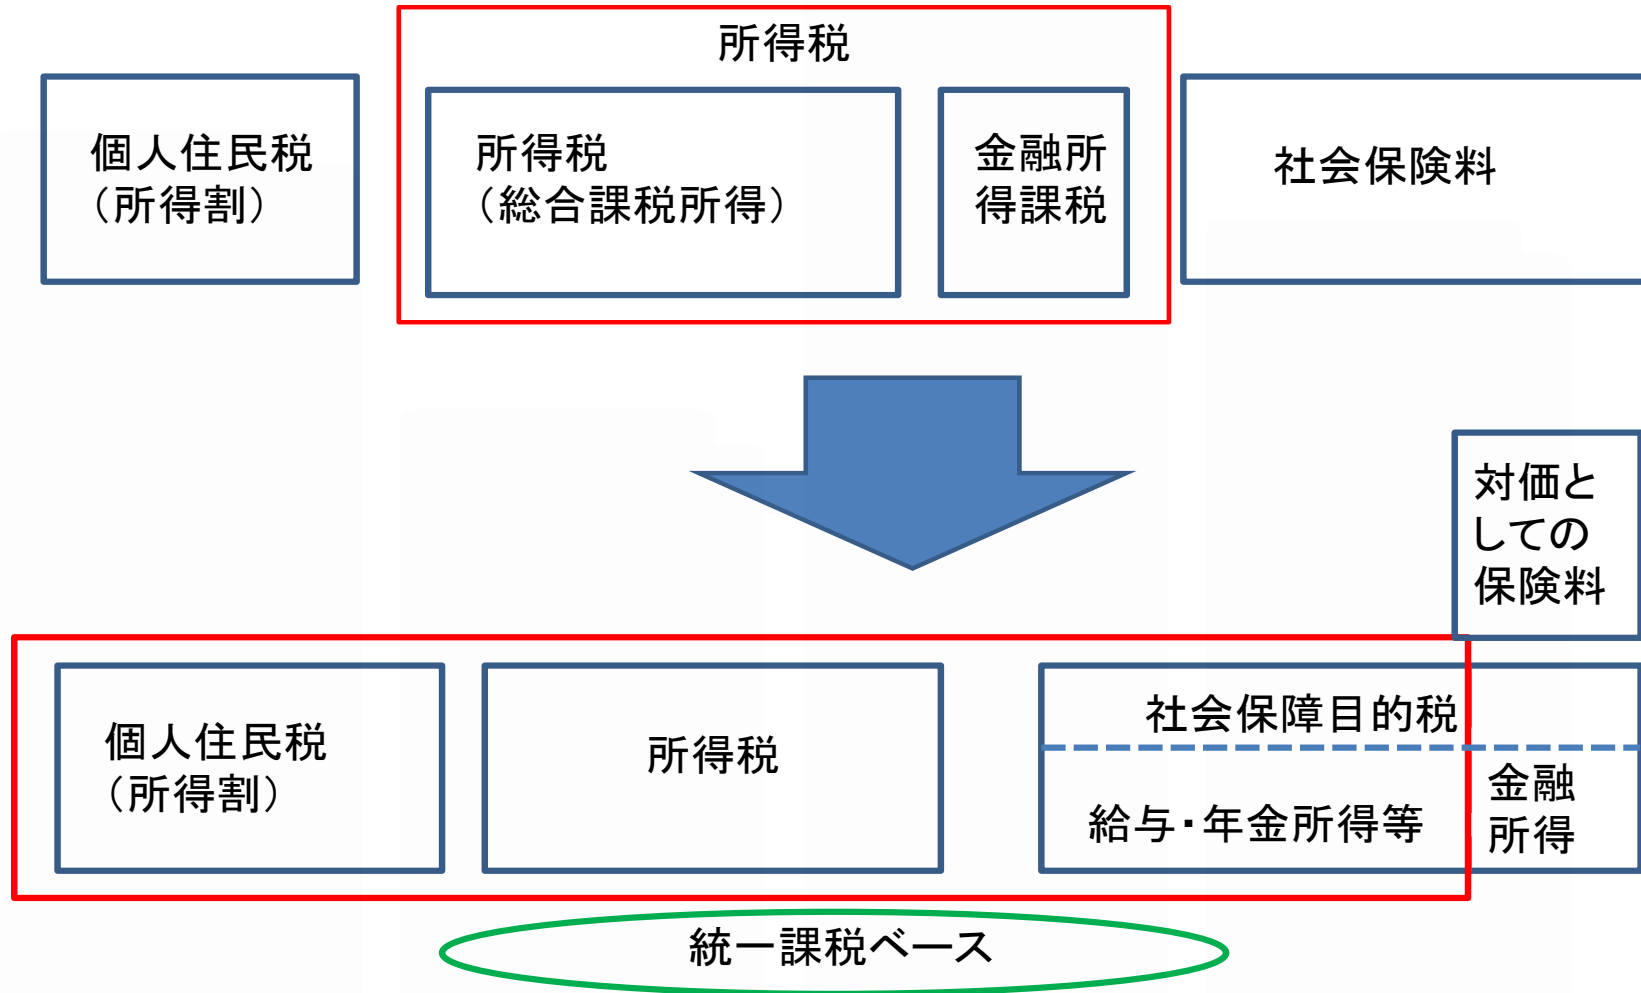 所得税
個人住民税
（所得割）
所得税
（総合課税所得）
金融所
得課税
社会保険料
対価と
しての
保険料
個人住民税
（所得割）
所得税
社会保障目的税
給与・年金所得等
金融
所得
統一課税ベース